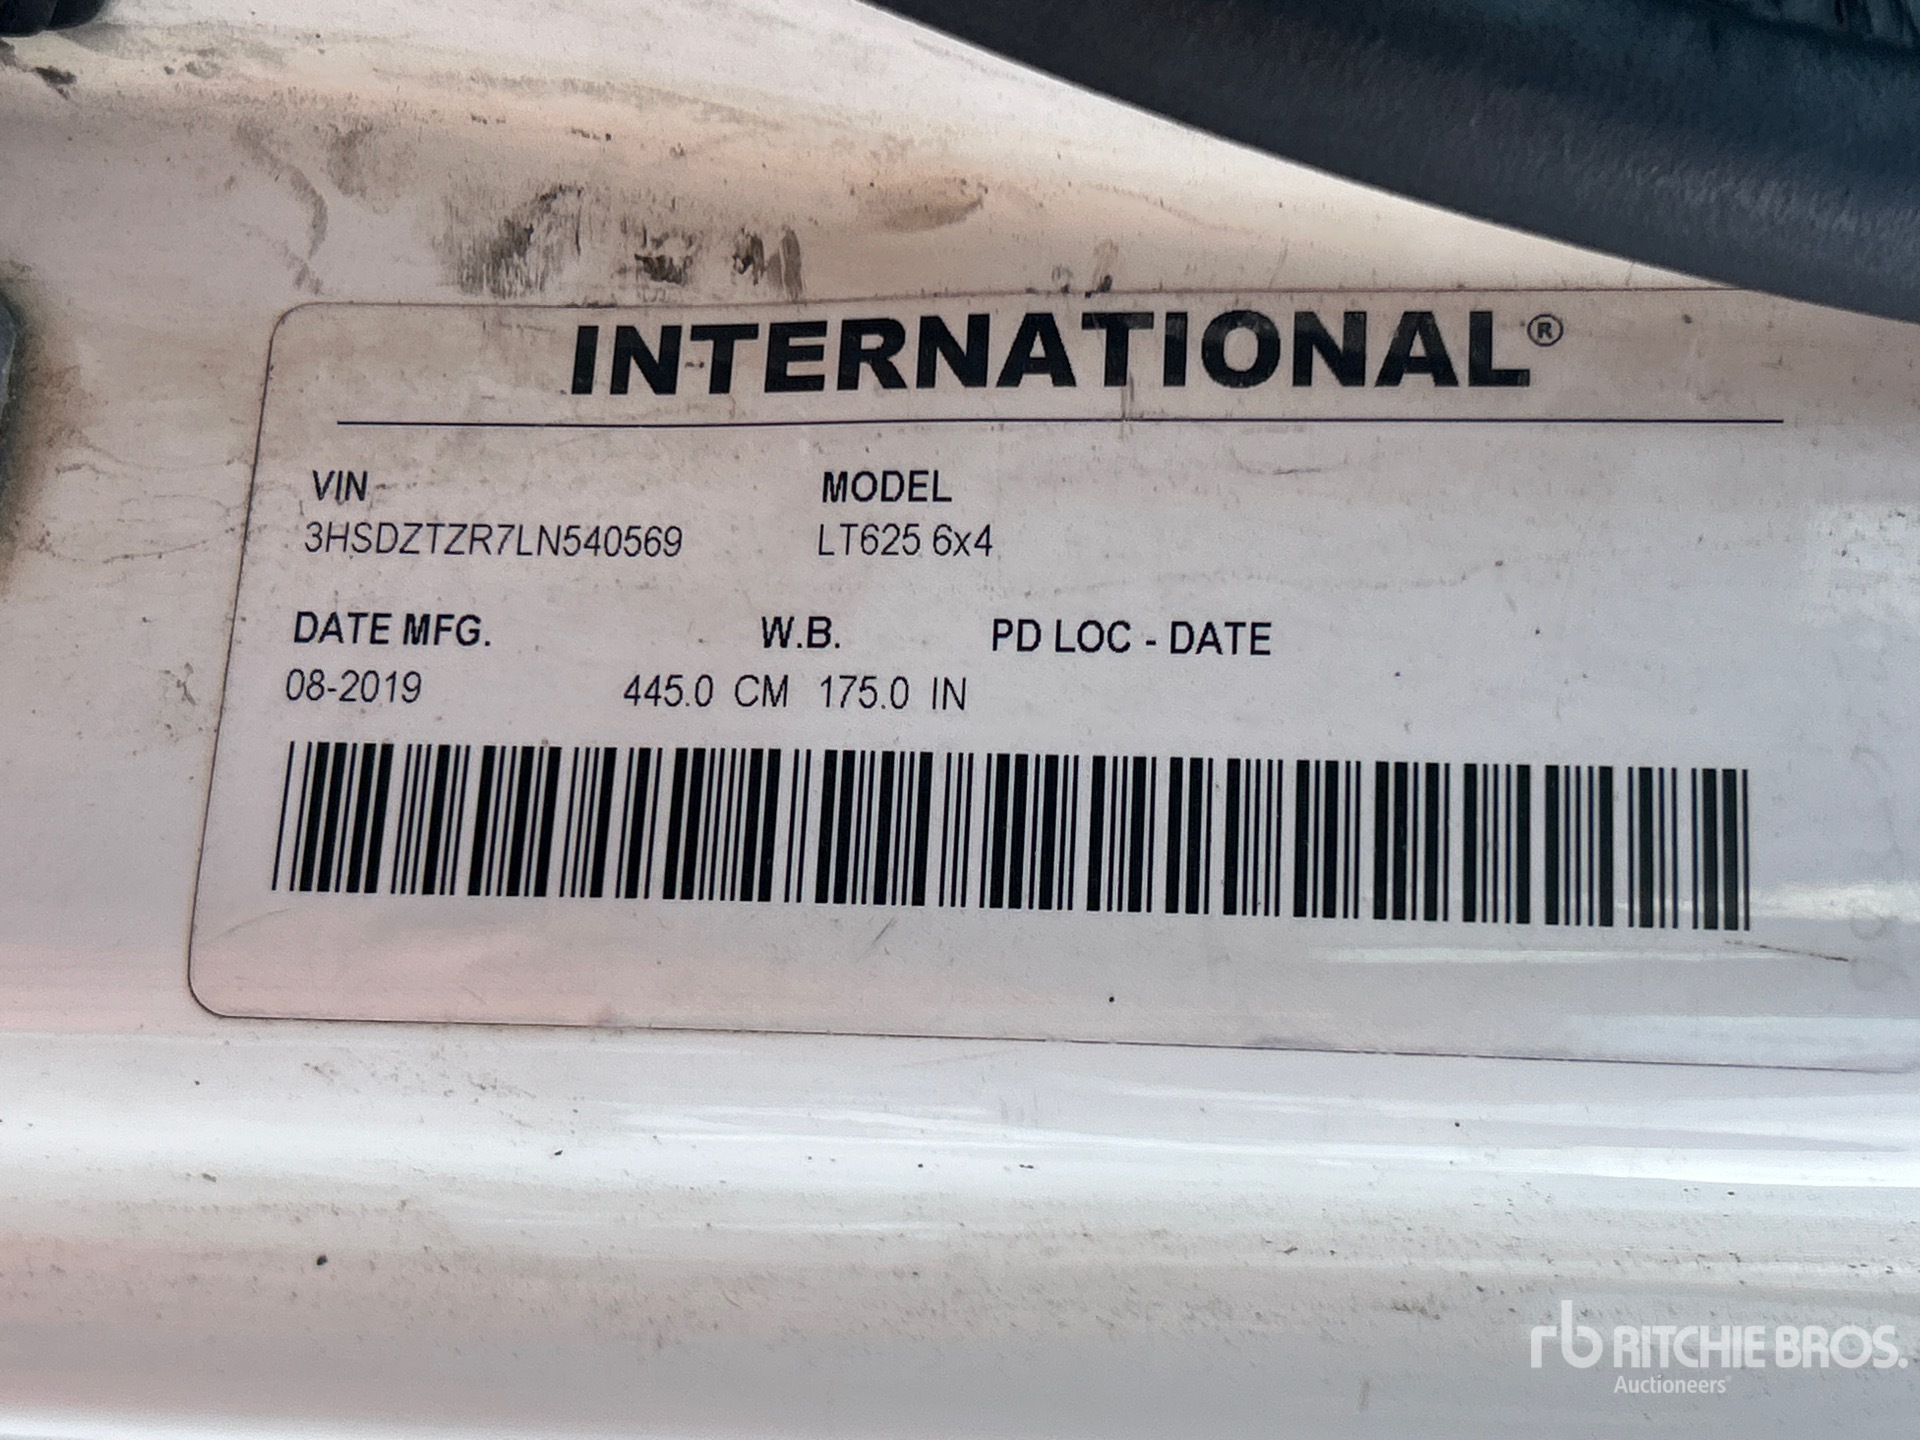 INTERNATIONAL®
VIN MODEL
3HSDZTZR7LN540569 LT625 6x4
DATE MFG. W.B. PD LOC - DATE
08-2019 445.0 CM 175.0 IN
rb RITCHIE BROS.
Auctioneers